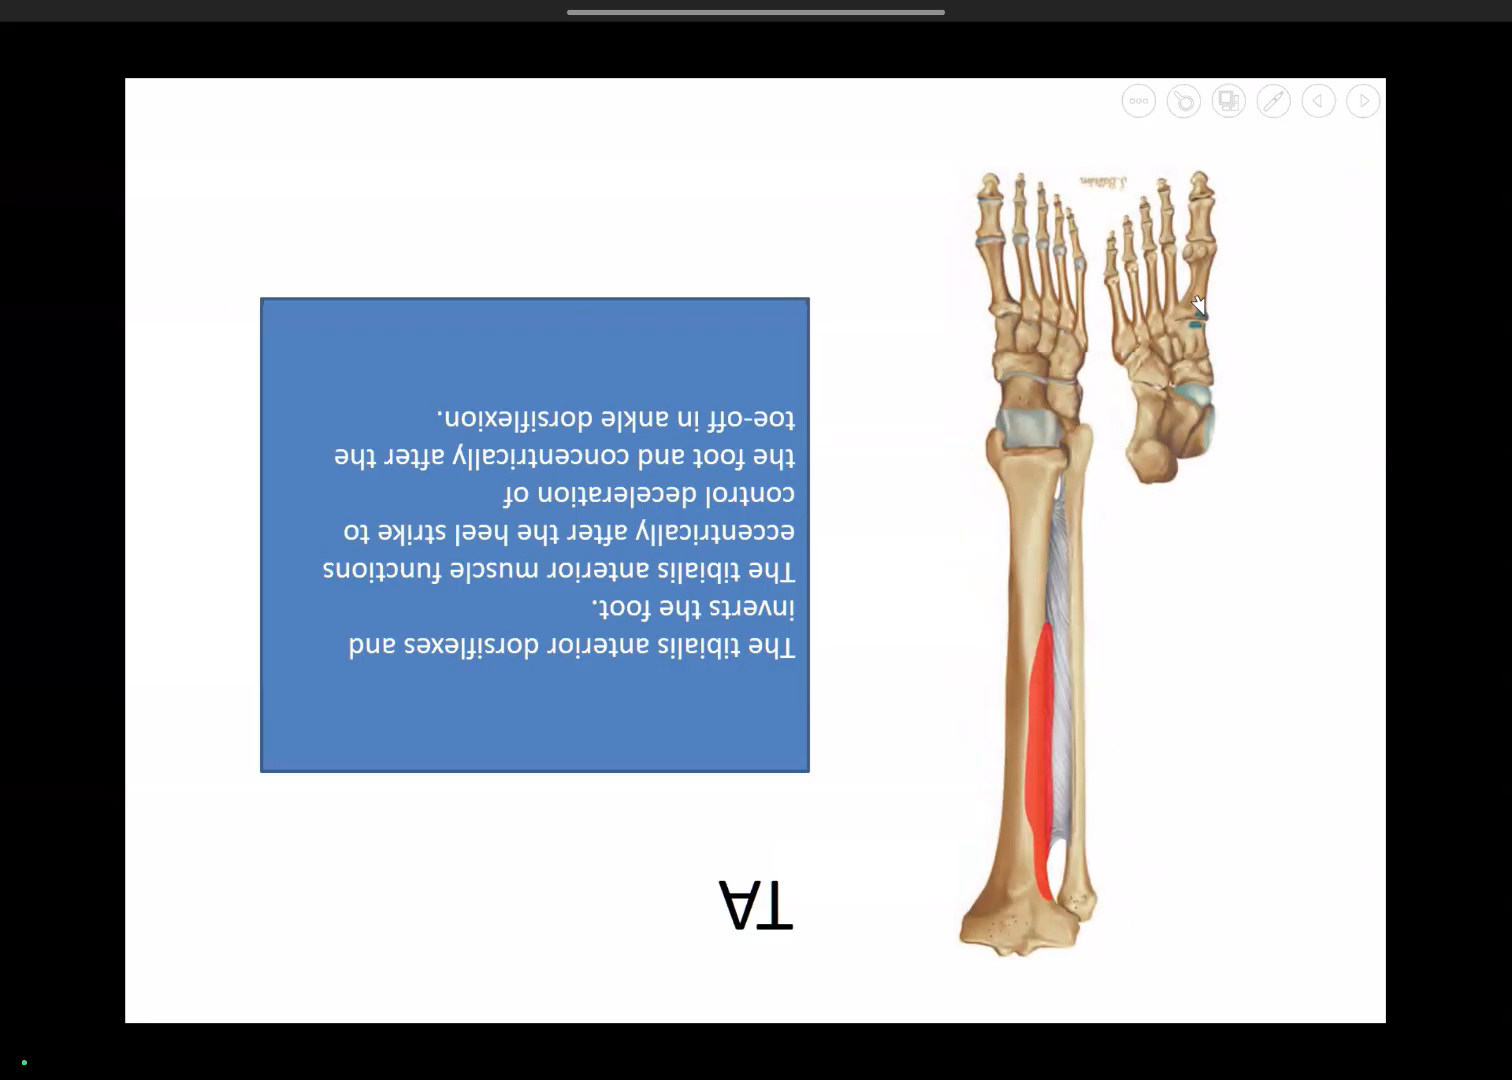 TA
The tibialis anterior dorsiflexes and
inverts the foot.
The tibialis anterior muscle functions
eccentrically after the heel strike to
control deceleration of
the foot and concentrically after the
toe-off in ankle dorsiflexion.